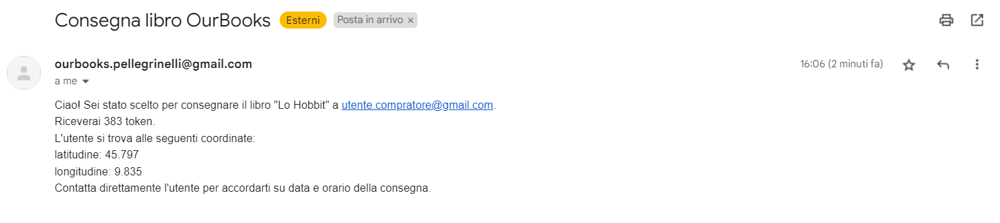 Consegna libro OurBooks Esterni Posta in arrivo ×
ourbooks.pellegrinelli@gmail.com 16:06 (2 minuti fa)
a me
Ciao! Sei stato scelto per consegnare il libro "Lo Hobbit" a utente.compratore@gmail.com.
Riceverai 383 token.
L'utente si trova alle seguenti coordinate:
latitudine: 45.797
longitudine: 9.835
Contatta direttamente l'utente per accordarti su data e orario della consegna.